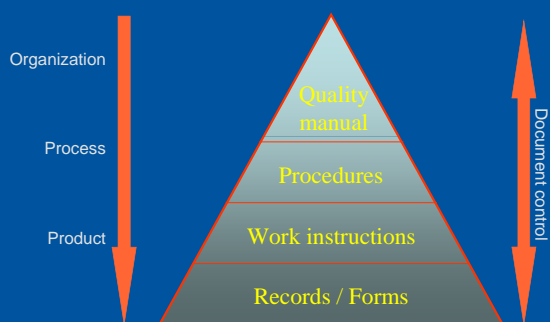 Organization
Process
Product
Quality
manual
Procedures
Work instructions
Records / Forms
Document control